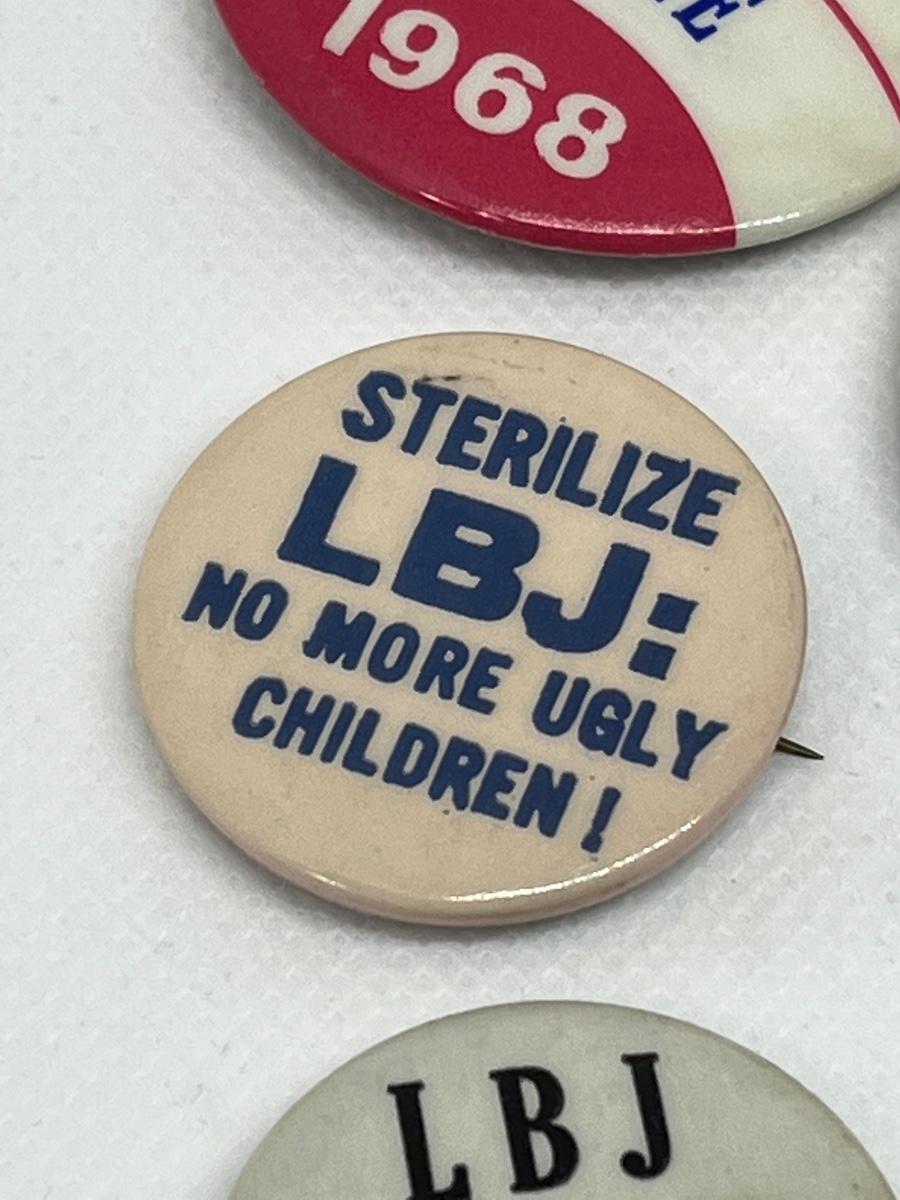 1968
STERILIZE
LBJ:
NO MORE UGLY
CHILDREN!
LBJ